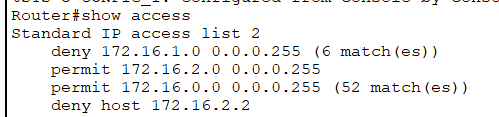 Router#show access
Standard IP access list 2
deny 172.16.1.0 0.0.0.255 (6 match(es))
permit 172.16.2.0 0.0.0.255
permit 172.16.0.0 0.0.0.255 (52 match(es))
deny host 172.16.2.2